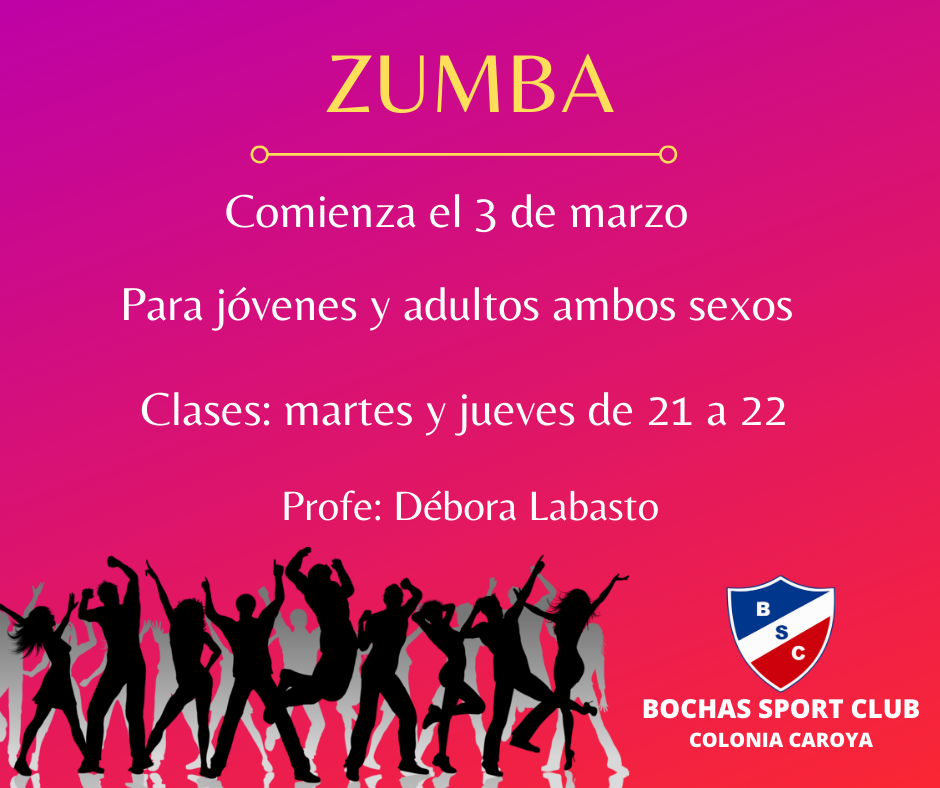 ZUMBA
Comienza el 3 de marzo
Para jóvenes y adultos ambos sexos
Clases: martes y jueves de 21 a 22
Profe: Débora Labasto
B
S
C
BOCHAS SPORT CLUB
COLONIA CAROYA